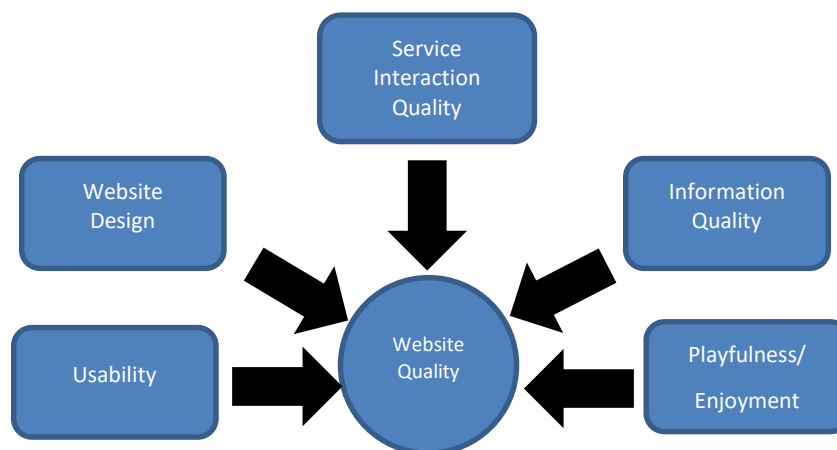 Service
Interaction
Quality
Website
Design
Information
Quality
Usability
Website
Quality
Playfulness/
Enjoyment